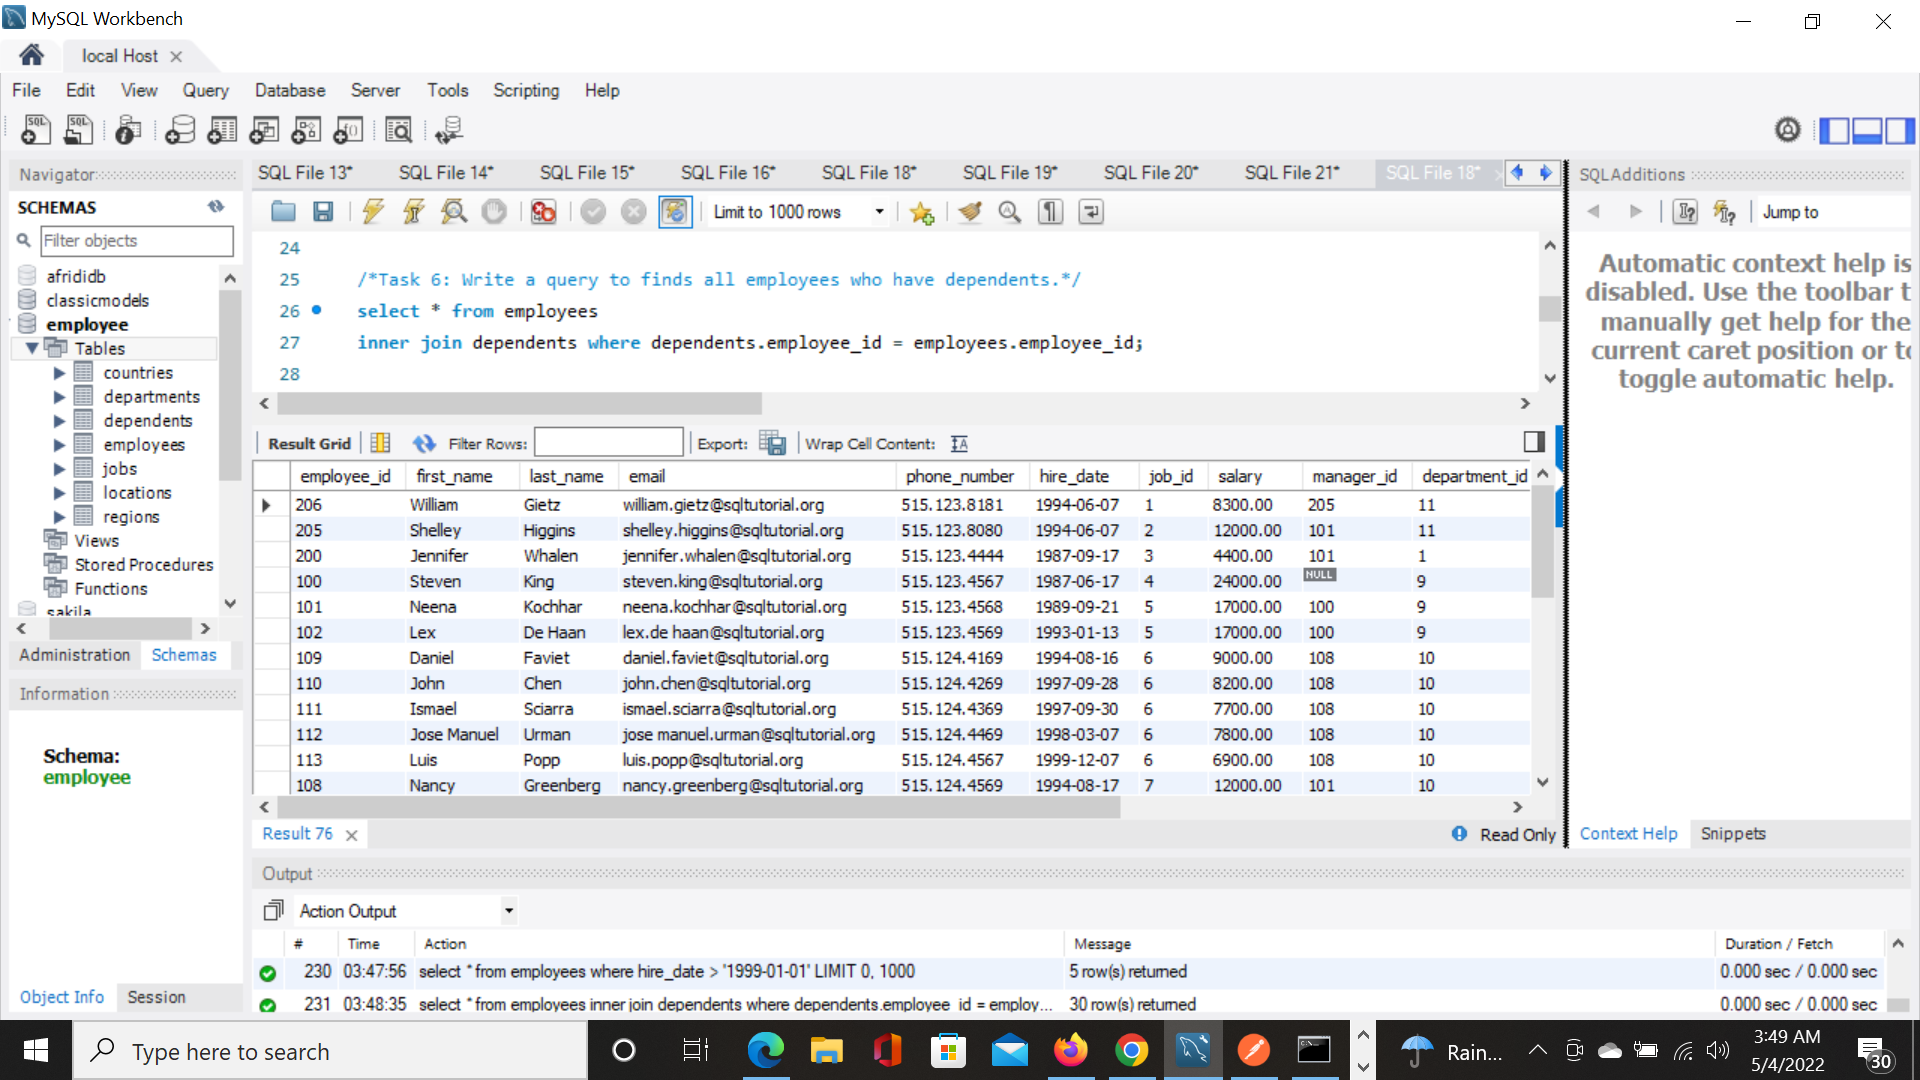 MySQL Workbench
local Host
File Edit View Query Database Server Tools Scripting Help
Navigator
SCHEMAS
Filter objects
afrididb
classicmodels
employee
Tables
countries
departments
dependents
employees
jobs
locations
regions
Views
Stored Procedures
Functions
sakila
Administration Schemas
Information
Schema:
employee
Object Info Session
SQL File 13* SQL File 14* SQL File 15* SQL File 16* SQL File 18* SQL File 19* SQL File 20* SQL File 21* SQL File 18*
Limit to 1000 rows
24
25 /*Task 6: Write a query to finds all employees who have dependents.*/
26 select * from employees
27 inner join dependents where dependents.employee_id = employees.employee_id;
28
Result Grid Filter Rows: Export: Wrap Cell Content:
employee_id first_name last_name email phone_number hire_date job_id salary manager_id department_id
206 William Gietz william.gietz@sqltutorial.org 515.123.8181 1994-06-07 1 8300.00 205 11
205 Shelley Higgins shelley.higgins@sqltutorial.org 515.123.8080 1994-06-07 2 12000.00 101 11
200 Jennifer Whalen jennifer.whalen@sqltutorial.org 515.123.4444 1987-09-17 3 4400.00 101 1
100 Steven King steven.king@sqltutorial.org 515.123.4567 1987-06-17 4 24000.00 NULL 9
101 Neena Kochhar neena.kochhar@sqltutorial.org 515.123.4568 1989-09-21 5 17000.00 100 9
102 Lex De Haan lex.de haan@sqltutorial.org 515.123.4569 1993-01-13 5 17000.00 100 9
109 Daniel Faviet daniel.faviet@sqltutorial.org 515.124.4169 1994-08-16 6 9000.00 108 10
110 John Chen john.chen@sqltutorial.org 515.124.4269 1997-09-28 6 8200.00 108 10
111 Ismael Sciarra ismael.sciarra@sqltutorial.org 515.124.4369 1997-09-30 6 7700.00 108 10
112 Jose Manuel Urman jose manuel.urman@sqltutorial.org 515.124.4469 1998-03-07 6 7800.00 108 10
113 Luis Popp luis.popp@sqltutorial.org 515.124.4567 1999-12-07 6 6900.00 108 10
108 Nancy Greenberg nancy.greenberg@sqltutorial.org 515.124.4569 1994-08-17 7 12000.00 101 10
Result 76
Read Only
SQLAdditions
Jump to
Automatic context help is
disabled. Use the toolbar t
manually get help for the
current caret position or to
toggle automatic help.
Context Help Snippets
Output
Action Output
# Time Action Message Duration / Fetch
230 03:47:56 select * from employees where hire_date > '1999-01-01' LIMIT 0, 1000 5 row(s) returned 0.000 sec / 0.000 sec
231 03:48:35 select * from employees inner join dependents where dependents.employee_id = employ... 30 row(s) returned 0.000 sec / 0.000 sec
Type here to search
Rain...
3:49 AM
5/4/2022
30